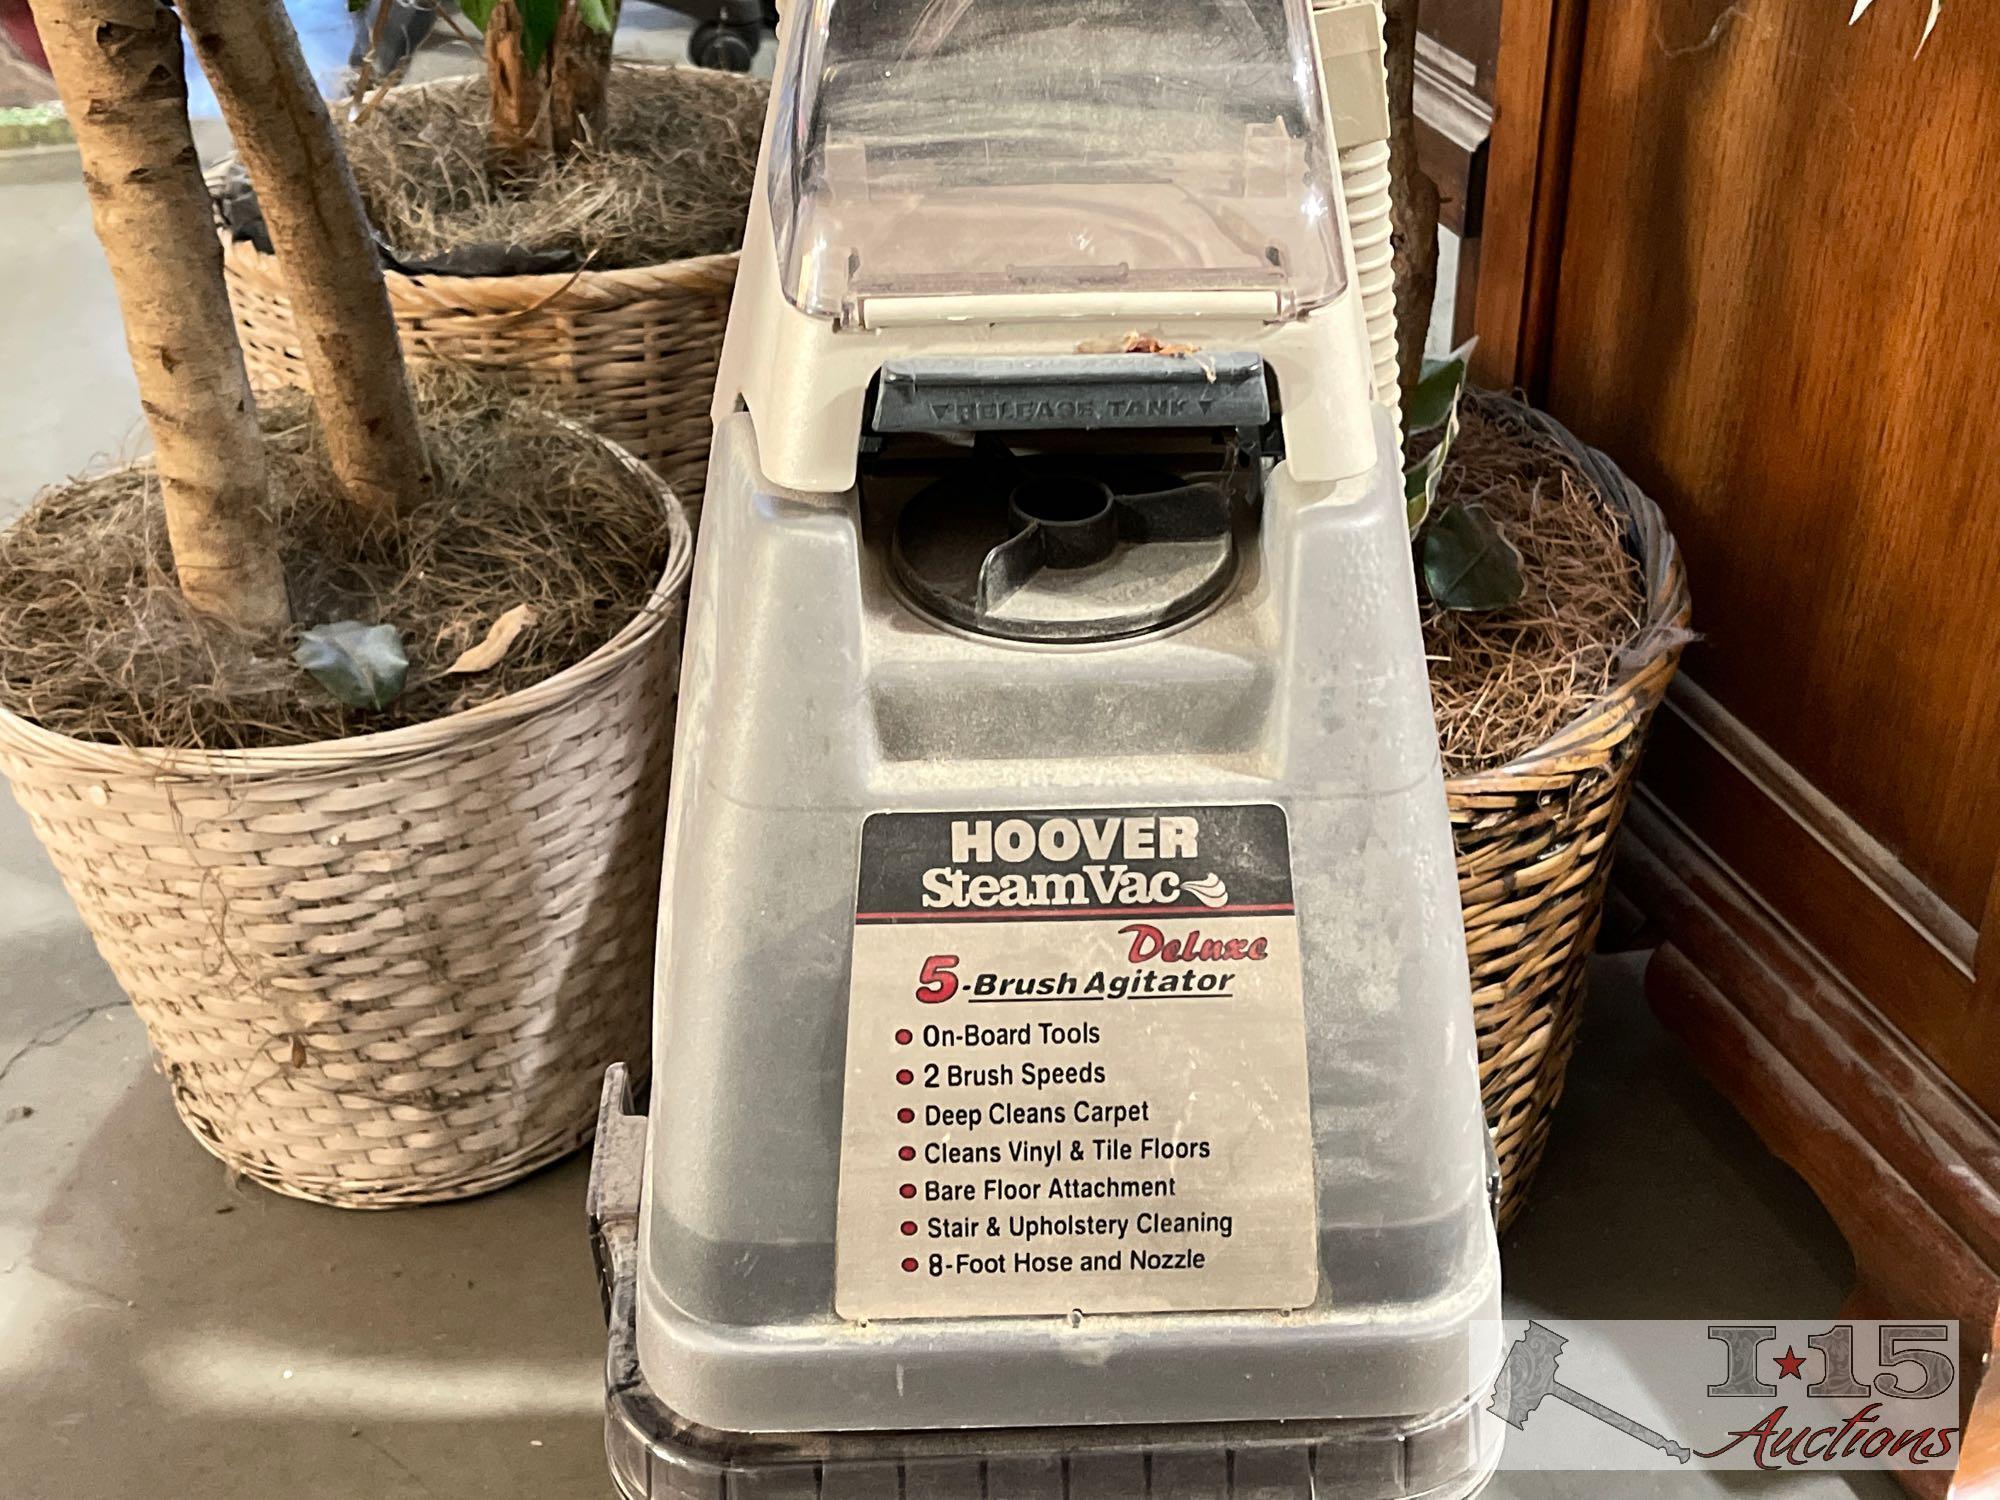 ▼RELEASE TANK▼
HOOVER
SteamVac
Deluxe
5-Brush Agitator
• On-Board Tools
• 2 Brush Speeds
• Deep Cleans Carpet
• Cleans Vinyl & Tile Floors
• Bare Floor Attachment
• Stair & Upholstery Cleaning
• 8-Foot Hose and Nozzle
I★15
Auctions